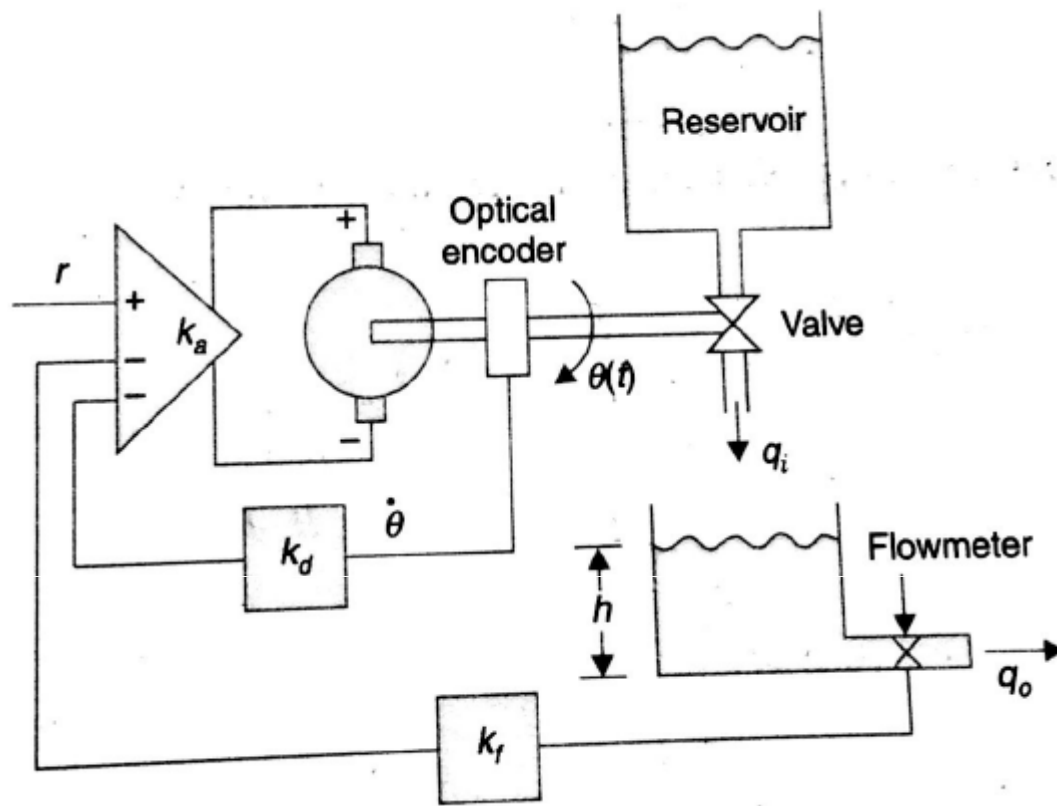 Reservoir
Optical
encoder
+
r
+
k_a
−
−
θ(t)
Valve
−
q_i
θ̇
k_d
Flowmeter
h
q_o
k_f